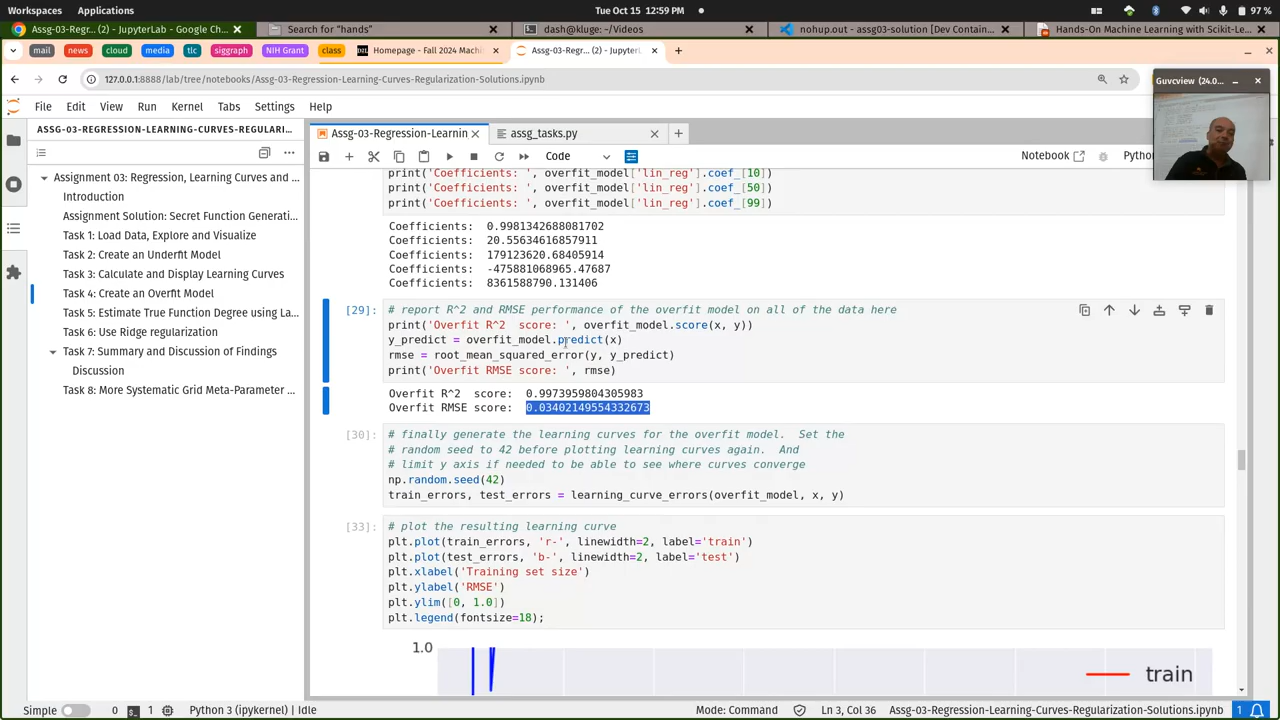 Workspaces Applications Tue Oct 15 12:59 PM 97 %
Assg-03-Regr... (2) - JupyterLab - Google Ch... Search for "hands" dash@kluge: ~/Videos nohup.out - assg03-solution [Dev Contain... Hands-On Machine Learning with Scikit-Le...
mail news cloud media tlc siggraph NIH Grant class Homepage - Fall 2024 Mach Assg-03-Regr... (2) - Jupyter
127.0.0.1:8888/lab/tree/notebooks/Assg-03-Regression-Learning-Curves-Regularization-Solutions.ipynb
Guvcview (24.0...
File Edit View Run Kernel Tabs Settings Help
ASSG-03-REGRESSION-LEARNING-CURVES-REGULARI...
Assg-03-Regression-Learnin
assg_tasks.py
Code
Notebook
Python
Assignment 03: Regression, Learning Curves and ...
Introduction
Assignment Solution: Secret Function Generati...
Task 1: Load Data, Explore and Visualize
Task 2: Create an Underfit Model
Task 3: Calculate and Display Learning Curves
Task 4: Create an Overfit Model
Task 5: Estimate True Function Degree using La...
Task 6: Use Ridge regularization
Task 7: Summary and Discussion of Findings
Discussion
Task 8: More Systematic Grid Meta-Parameter ...
print('Coefficients: ', overfit_model['lin_reg'].coef_[10])
print('Coefficients: ', overfit_model['lin_reg'].coef_[50])
print('Coefficients: ', overfit_model['lin_reg'].coef_[99])
Coefficients:  0.9981342688081702
Coefficients:  20.55634616857911
Coefficients:  179123620.68405914
Coefficients:  -475881068965.47687
Coefficients:  8361588790.131406
[29]: # report R^2 and RMSE performance of the overfit model on all of the data here
print('Overfit R^2  score: ', overfit_model.score(x, y))
y_predict = overfit_model.predict(x)
rmse = root_mean_squared_error(y, y_predict)
print('Overfit RMSE score: ', rmse)
Overfit R^2  score:  0.9973959804305983
Overfit RMSE score:  0.03402149554332673
[30]: # finally generate the learning curves for the overfit model.  Set the
# random seed to 42 before plotting learning curves again.  And
# limit y axis if needed to be able to see where curves converge
np.random.seed(42)
train_errors, test_errors = learning_curve_errors(overfit_model, x, y)
[33]: # plot the resulting learning curve
plt.plot(train_errors, 'r-', linewidth=2, label='train')
plt.plot(test_errors, 'b-', linewidth=2, label='test')
plt.xlabel('Training set size')
plt.ylabel('RMSE')
plt.ylim([0, 1.0])
plt.legend(fontsize=18);
1.0
train
Simple 0 1 Python 3 (ipykernel) | Idle Mode: Command Ln 3, Col 36 Assg-03-Regression-Learning-Curves-Regularization-Solutions.ipynb 1